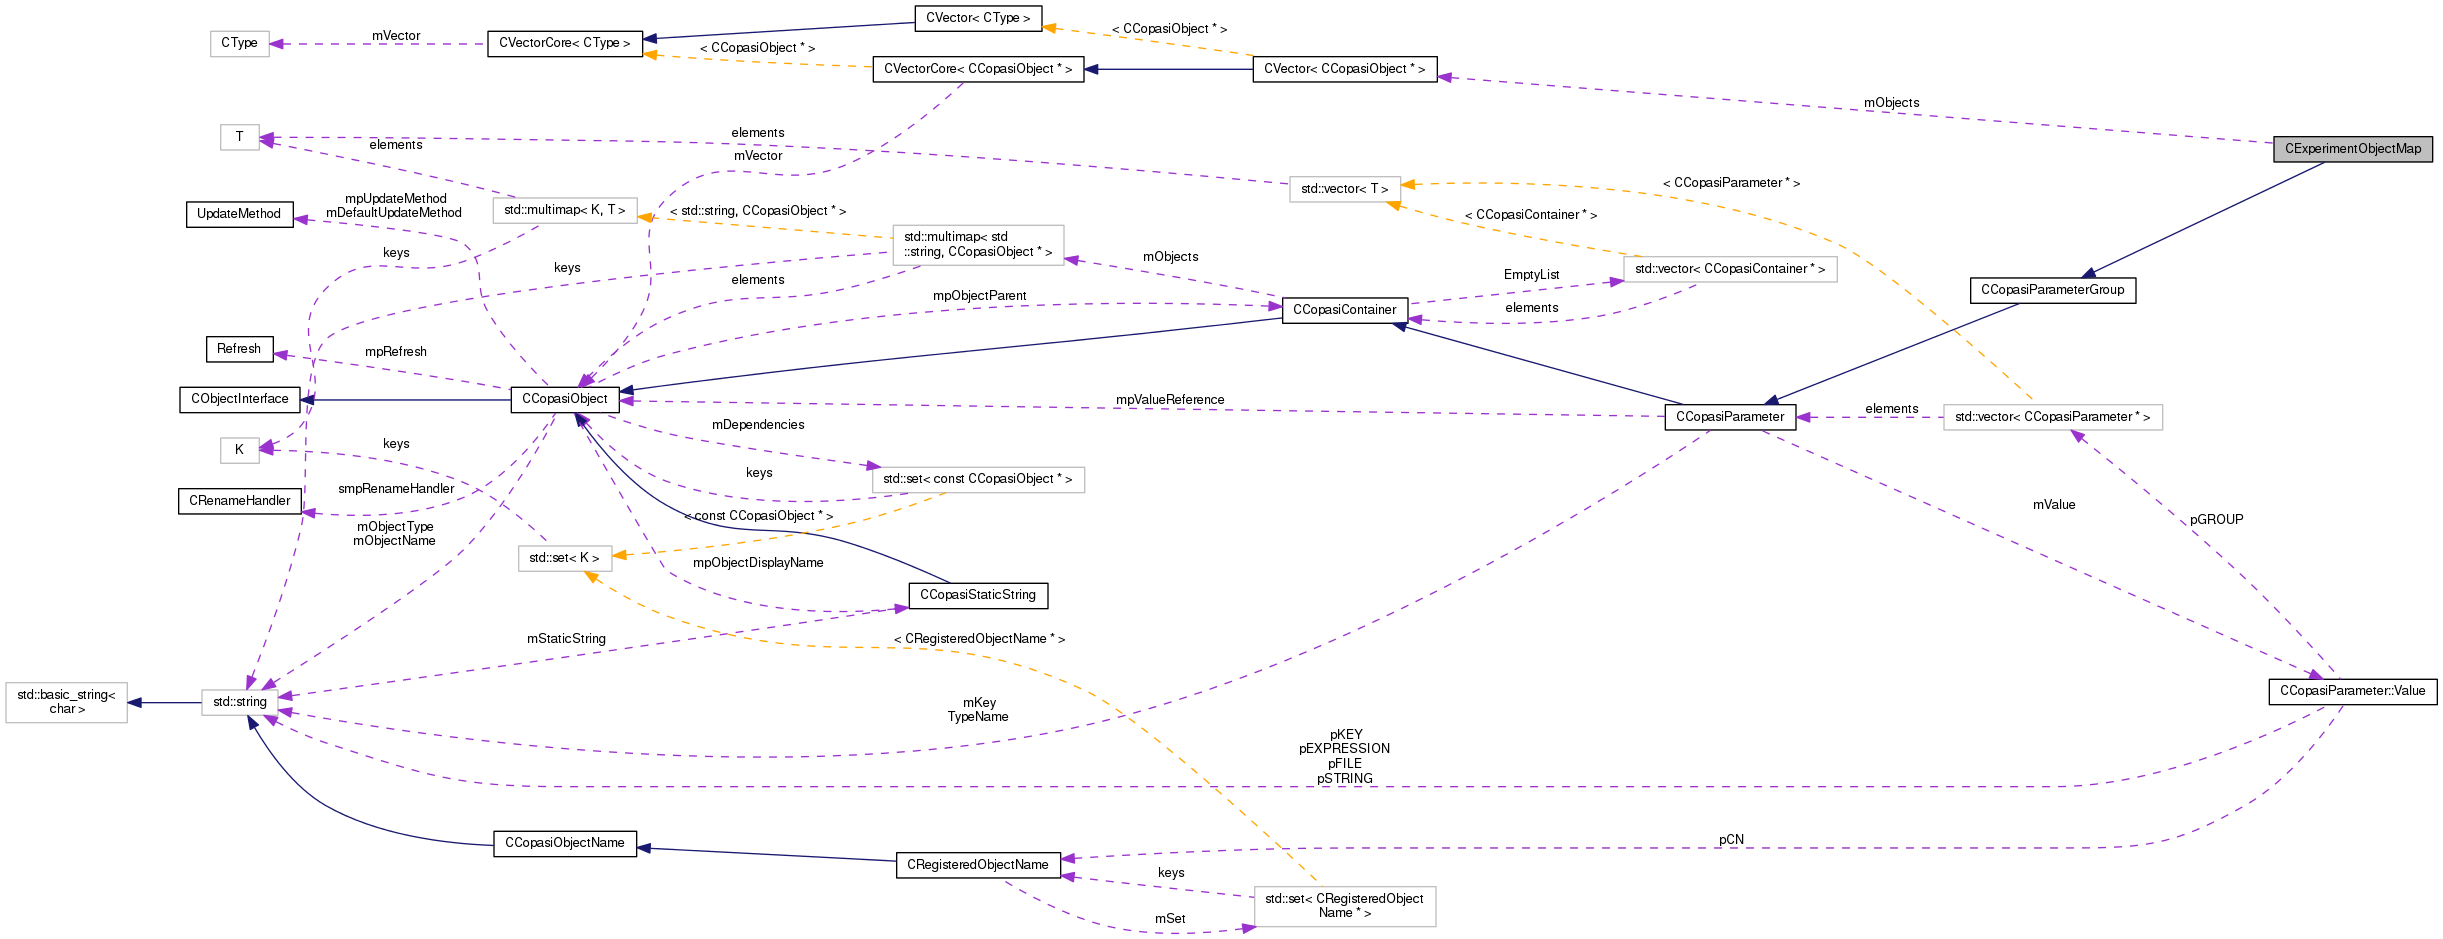 CVector< CType >
CType
mVector
CVectorCore< CType >
< CCopasiObject * >
< CCopasiObject * >
CVectorCore< CCopasiObject * >
CVector< CCopasiObject * >
mObjects
T
elements
elements
mVector
CExperimentObjectMap
std::vector< T >
< CCopasiParameter * >
mpUpdateMethod
mDefaultUpdateMethod
UpdateMethod
std::multimap< K, T >
< std::string, CCopasiObject * >
< CCopasiContainer * >
std::multimap< std
::string, CCopasiObject * >
keys
keys
elements
mObjects
EmptyList
std::vector< CCopasiContainer * >
mpObjectParent
CCopasiContainer
elements
CCopasiParameterGroup
Refresh
mpRefresh
CObjectInterface
CCopasiObject
mpValueReference
CCopasiParameter
elements
std::vector< CCopasiParameter * >
mDependencies
K
keys
keys
std::set< const CCopasiObject * >
CRenameHandler
smpRenameHandler
< const CCopasiObject * >
mValue
pGROUP
mObjectType
mObjectName
std::set< K >
mpObjectDisplayName
CCopasiStaticString
mStaticString
< CRegisteredObjectName * >
std::basic_string<
char >
std::string
mKey
TypeName
CCopasiParameter::Value
pKEY
pEXPRESSION
pFILE
pSTRING
CCopasiObjectName
pCN
CRegisteredObjectName
keys
std::set< CRegisteredObject
Name * >
mSet